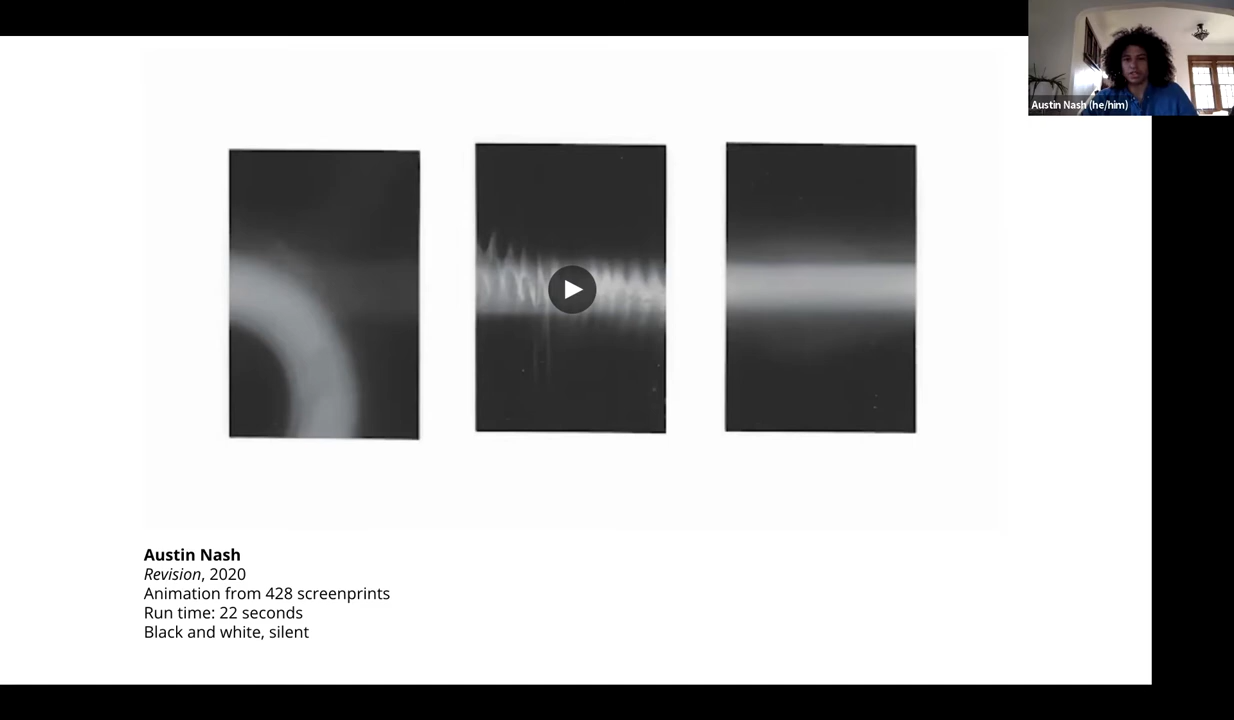 Austin Nash (he/him)
Austin Nash
Revision, 2020
Animation from 428 screenprints
Run time: 22 seconds
Black and white, silent